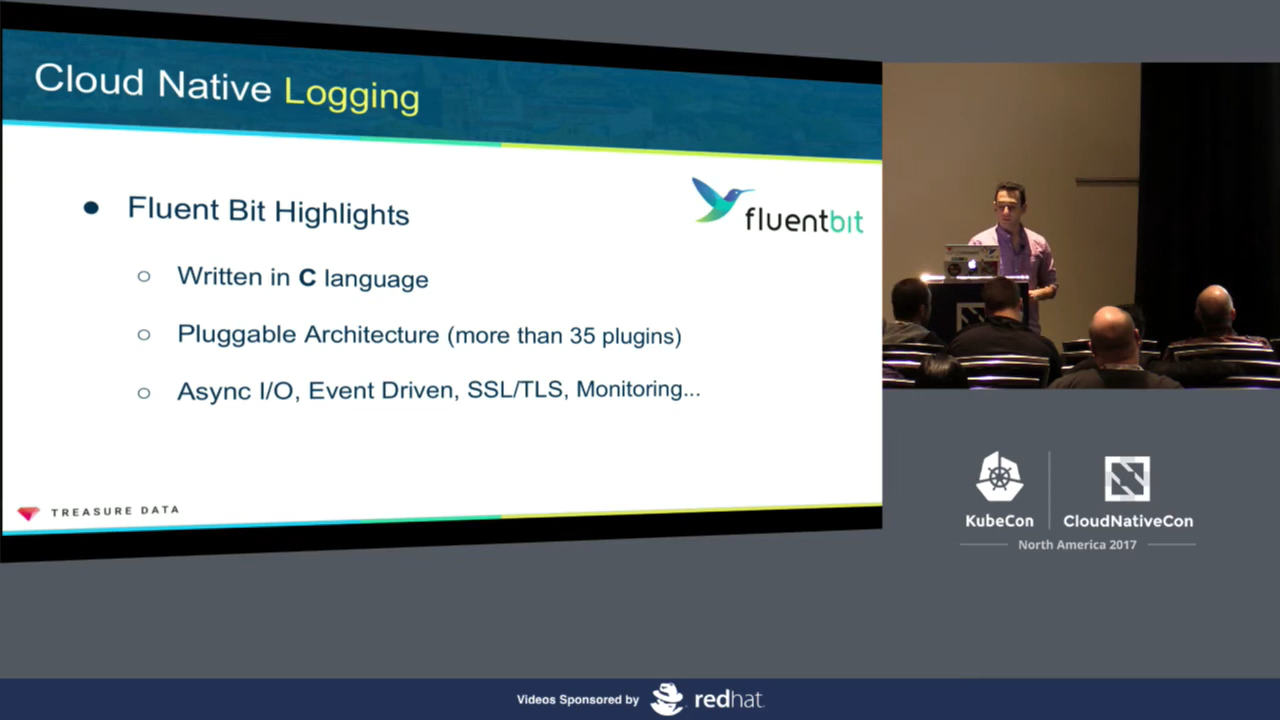 Cloud Native Logging
Fluent Bit Highlights
fluentbit
Written in C language
Pluggable Architecture (more than 35 plugins)
Async I/O, Event Driven, SSL/TLS, Monitoring...
TREASURE DATA
KubeCon
CloudNativeCon
North America 2017
Videos Sponsored by
redhat